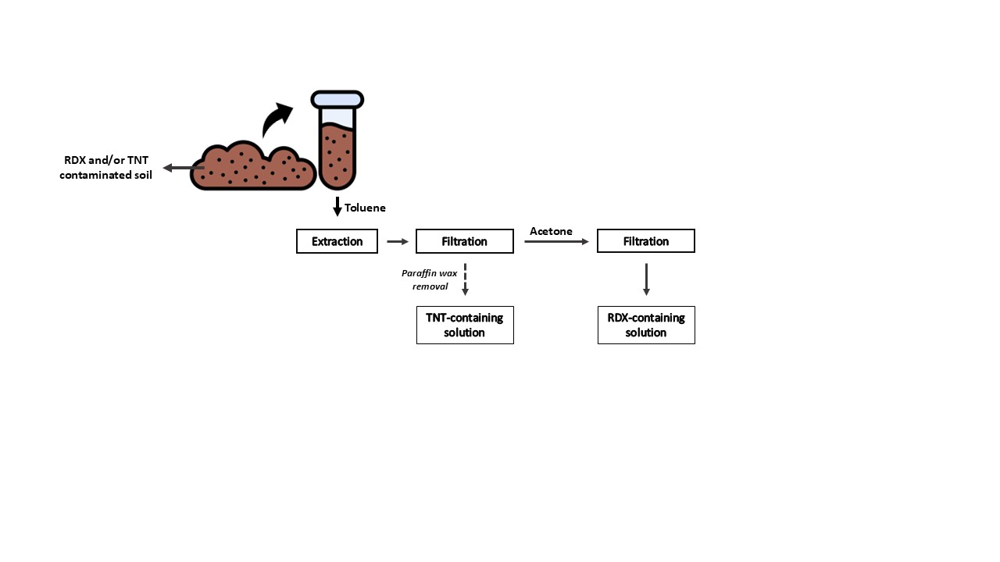 RDX and/or TNT
contaminated soil
Toluene
Extraction
Filtration
Acetone
Filtration
Paraffin wax
removal
TNT-containing
solution
RDX-containing
solution